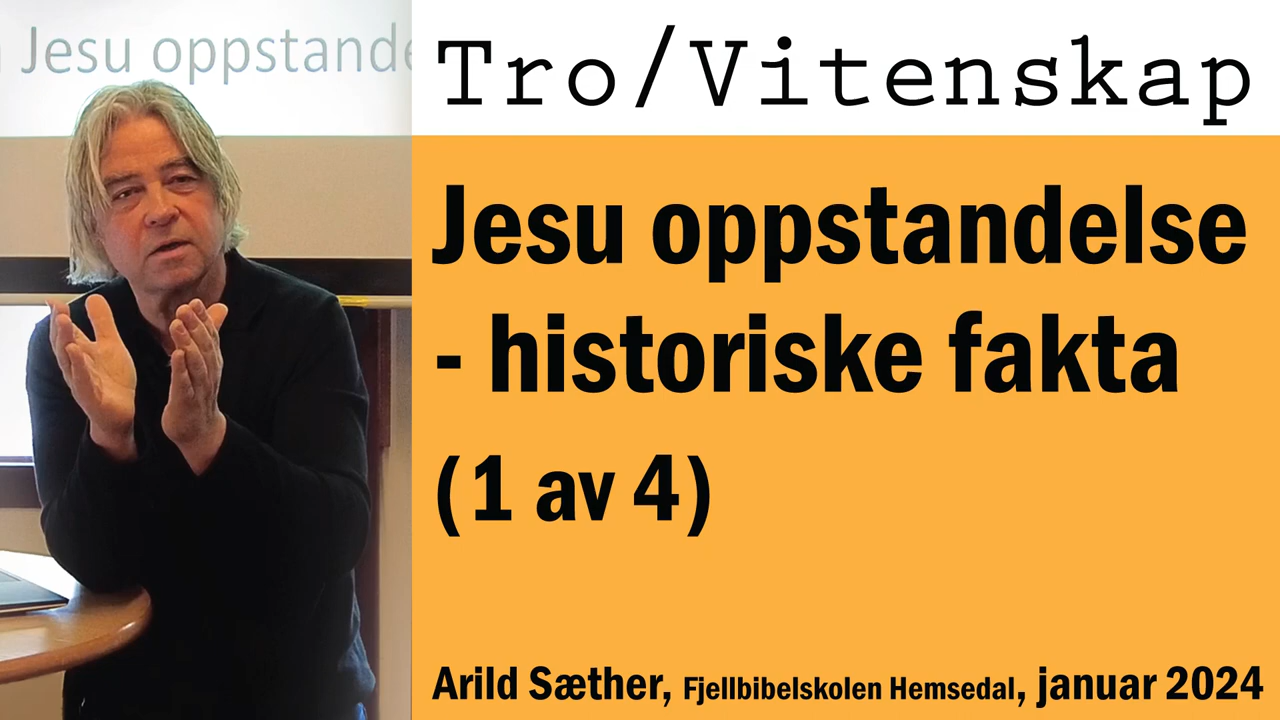 Jesu oppstande
Tro/Vitenskap
Jesu oppstandelse
- historiske fakta
(1 av 4)
Arild Sæther, Fjellbibelskolen Hemsedal, januar 2024